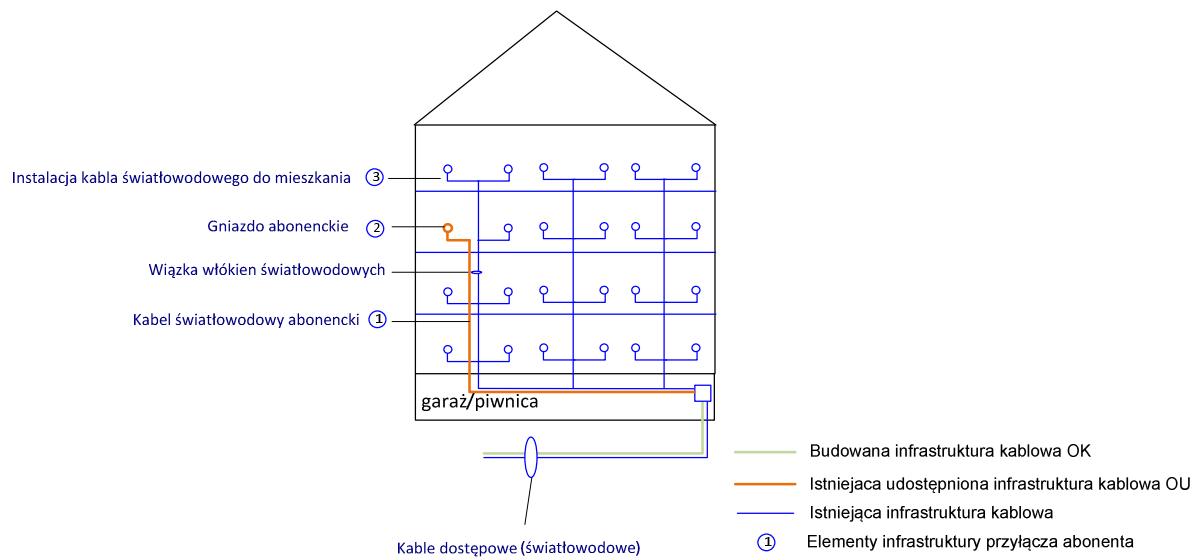 Instalacja kabla światłowodowego do mieszkania 3
Gniazdo abonenckie 2
Wiązka włókien światłowodowych
Kabel światłowodowy abonencki 1
garaż/piwnica
Budowana infrastruktura kablowa OK
Istniejaca udostępniona infrastruktura kablowa OU
Istniejąca infrastruktura kablowa
1 Elementy infrastruktury przyłącza abonenta
Kable dostępowe (światłowodowe)